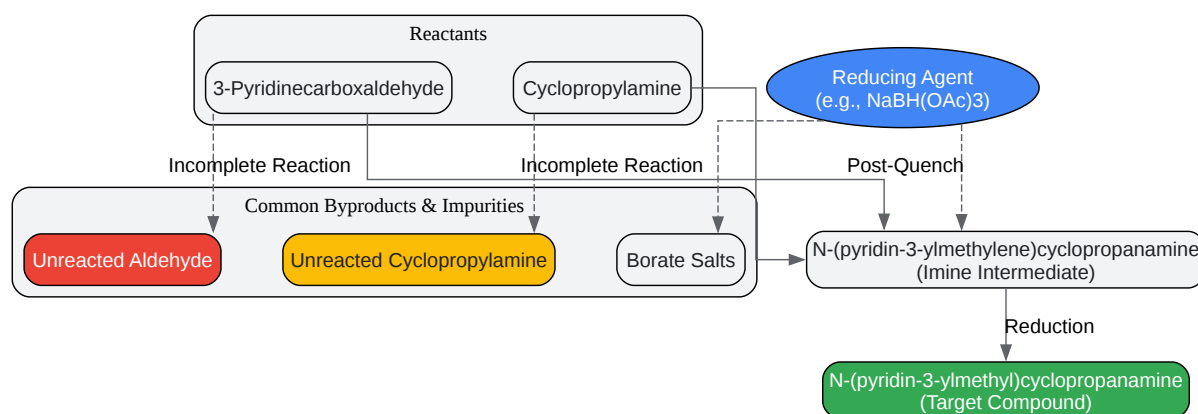 Reactants
3-Pyridinecarboxaldehyde
Cyclopropylamine
Reducing Agent
(e.g., NaBH(OAc)3)
Incomplete Reaction
Incomplete Reaction
Post-Quench
Common Byproducts & Impurities
Unreacted Aldehyde
Unreacted Cyclopropylamine
Borate Salts
N-(pyridin-3-ylmethylene)cyclopropanamine
(Imine Intermediate)
Reduction
N-(pyridin-3-ylmethyl)cyclopropanamine
(Target Compound)